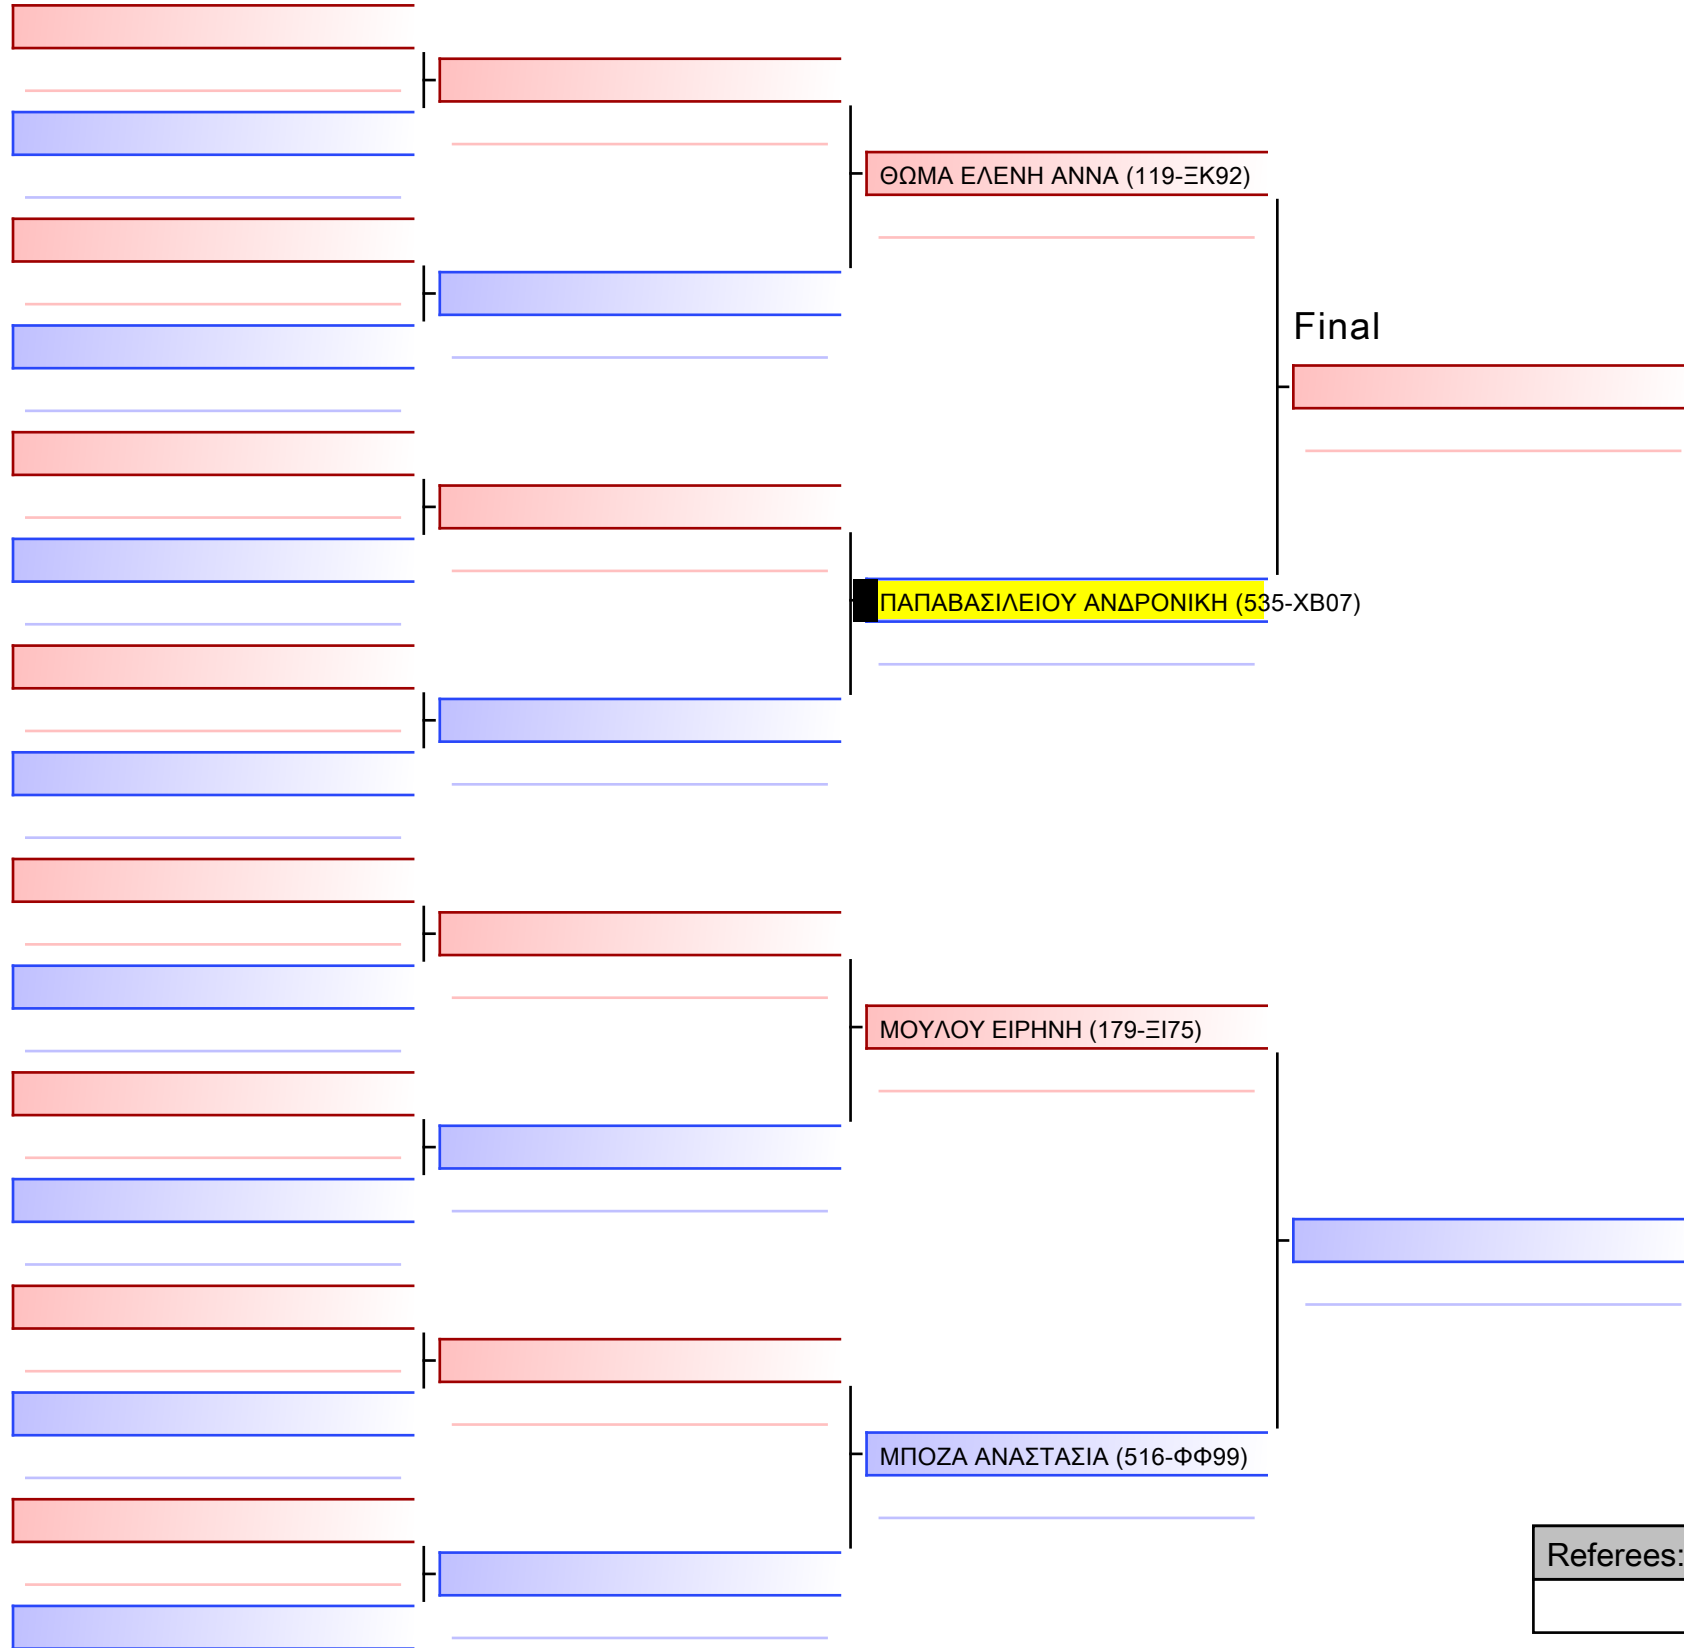 ΘΩΜΑ ΕΛΕΝΗ ΑΝΝΑ (119-ΞΚ92)
Final
ΠΑΠΑΒΑΣΙΛΕΙΟΥ ΑΝΔΡΟΝΙΚΗ (535-ΧΒ07)
ΜΟΥΛΟΥ ΕΙΡΗΝΗ (179-ΞΙ75)
ΜΠΟΖΑ ΑΝΑΣΤΑΣΙΑ (516-ΦΦ99)
Referees: